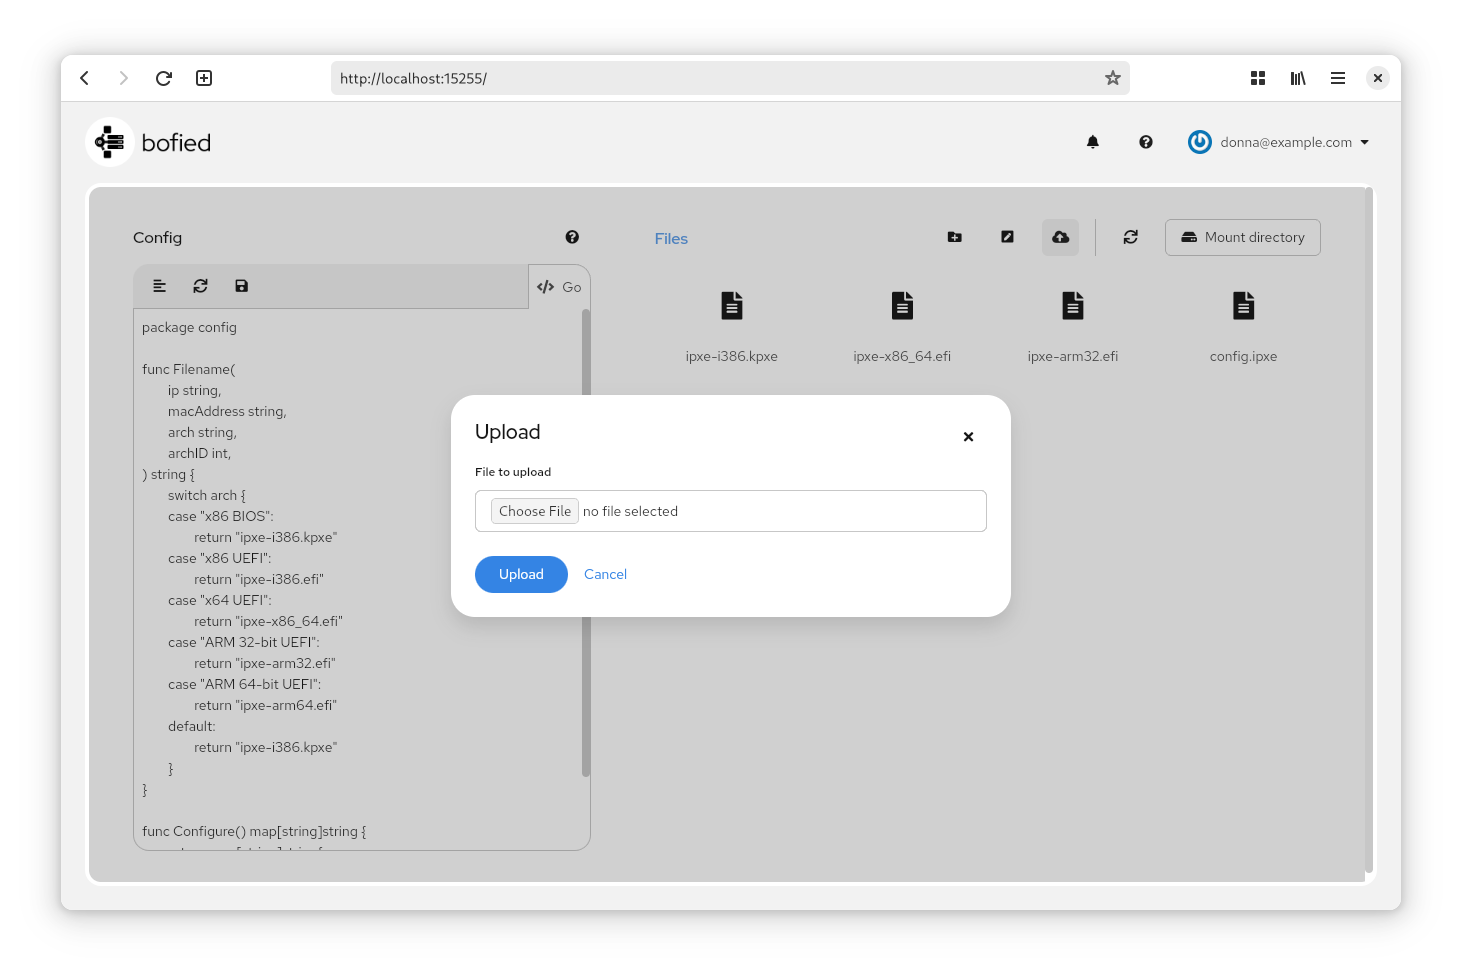 http://localhost:15255/
bofied
donna@example.com
Config
Go
package config
func Filename(
ip string,
macAddress string,
arch string,
archID int,
) string {
switch arch {
case "x86 BIOS":
return "ipxe-i386.kpxe"
case "x86 UEFI":
return "ipxe-i386.efi"
case "x64 UEFI":
return "ipxe-x86_64.efi"
case "ARM 32-bit UEFI":
return "ipxe-arm32.efi"
case "ARM 64-bit UEFI":
return "ipxe-arm64.efi"
default:
return "ipxe-i386.kpxe"
}
}
func Configure() map[string]string {
Files
Mount directory
ipxe-i386.kpxe
ipxe-x86_64.efi
ipxe-arm32.efi
config.ipxe
Upload
File to upload
Choose File no file selected
Upload Cancel